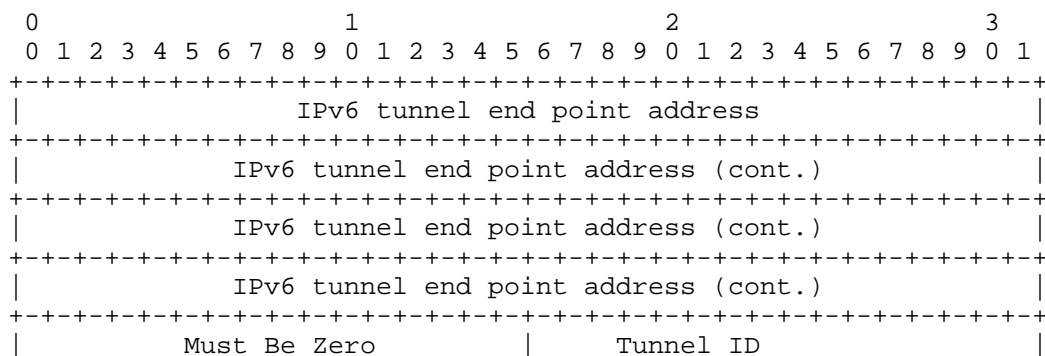 0                   1                   2                   3
0 1 2 3 4 5 6 7 8 9 0 1 2 3 4 5 6 7 8 9 0 1 2 3 4 5 6 7 8 9 0 1
+-+-+-+-+-+-+-+-+-+-+-+-+-+-+-+-+-+-+-+-+-+-+-+-+-+-+-+-+-+-+-+-+
| IPv6 tunnel end point address |
+-+-+-+-+-+-+-+-+-+-+-+-+-+-+-+-+-+-+-+-+-+-+-+-+-+-+-+-+-+-+-+-+
| IPv6 tunnel end point address (cont.) |
+-+-+-+-+-+-+-+-+-+-+-+-+-+-+-+-+-+-+-+-+-+-+-+-+-+-+-+-+-+-+-+-+
| IPv6 tunnel end point address (cont.) |
+-+-+-+-+-+-+-+-+-+-+-+-+-+-+-+-+-+-+-+-+-+-+-+-+-+-+-+-+-+-+-+-+
| IPv6 tunnel end point address (cont.) |
+-+-+-+-+-+-+-+-+-+-+-+-+-+-+-+-+-+-+-+-+-+-+-+-+-+-+-+-+-+-+-+-+
| Must Be Zero | Tunnel ID |